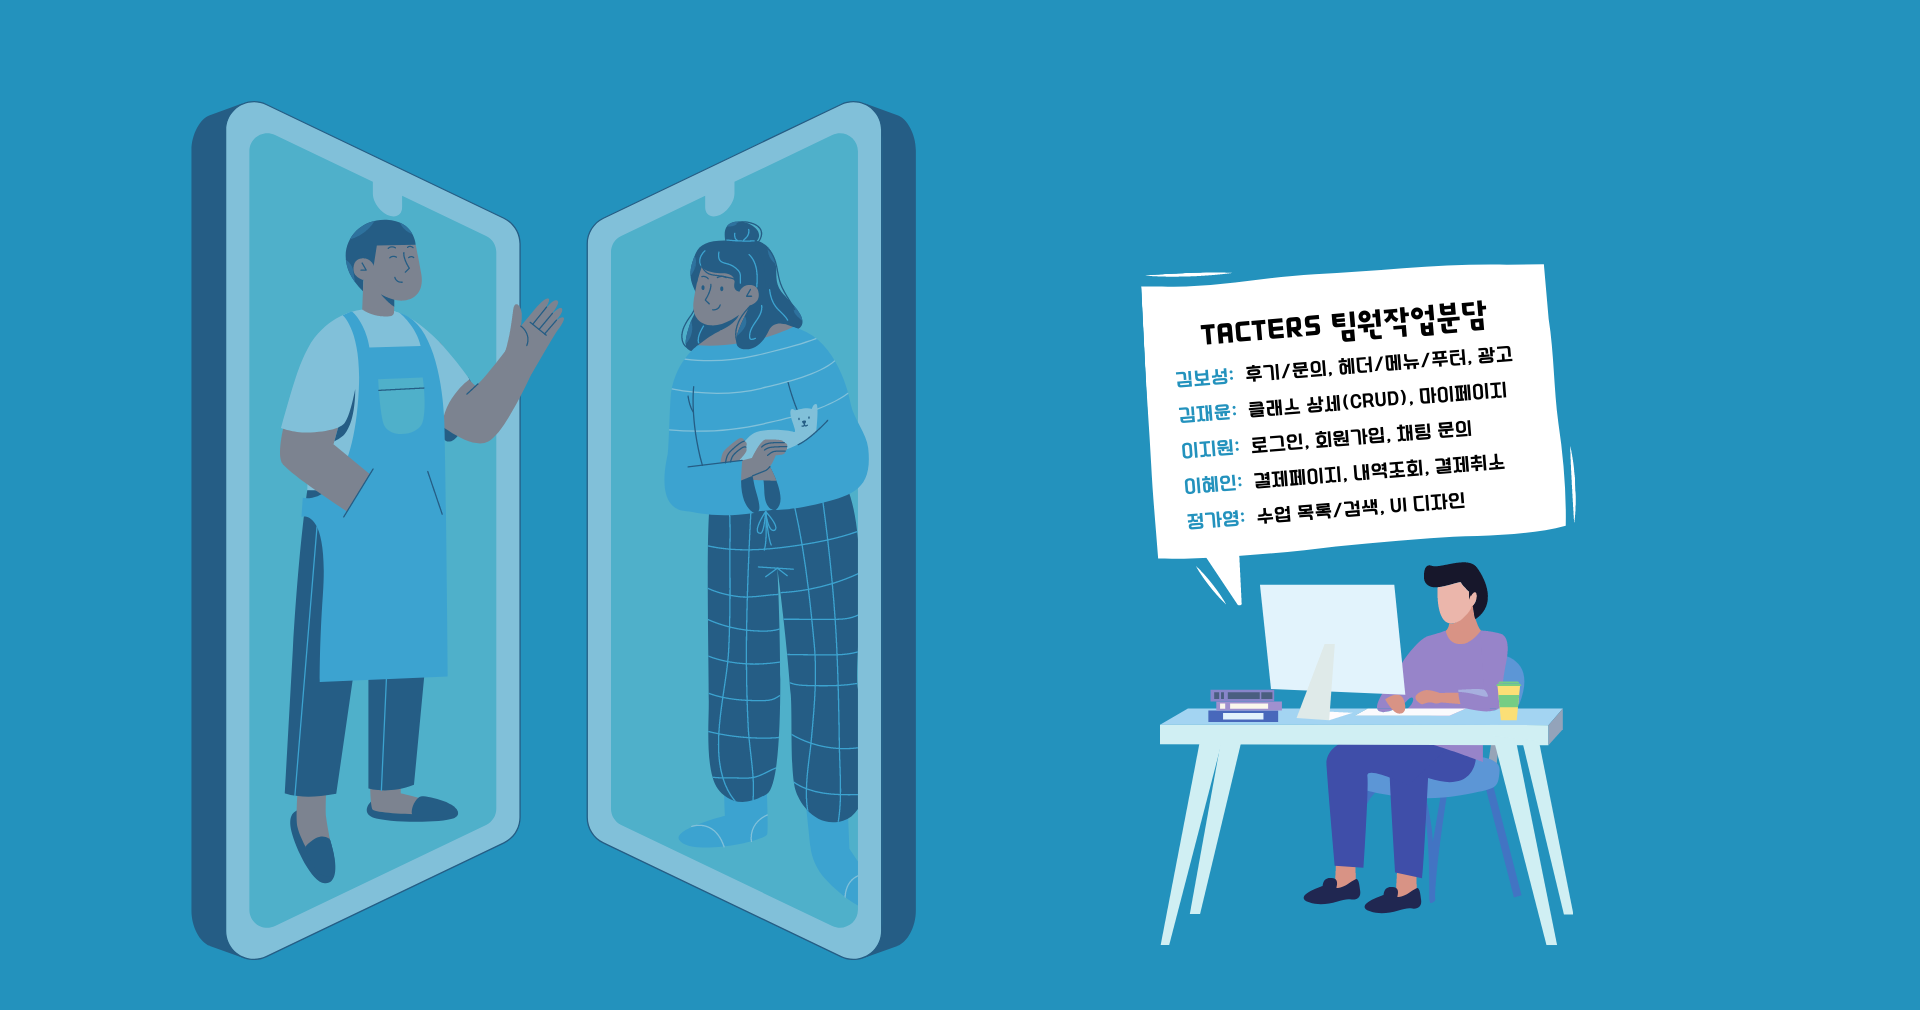 TACTERS 팀원작업분담
김보성: 후기/문의, 헤더/메뉴/푸터, 광고
김재윤: 클래스 상세(CRUD), 마이페이지
이지원: 로그인, 회원가입, 채팅 문의
이혜인: 결제페이지, 내역조회, 결제취소
정가영: 수업 목록/검색, UI 디자인